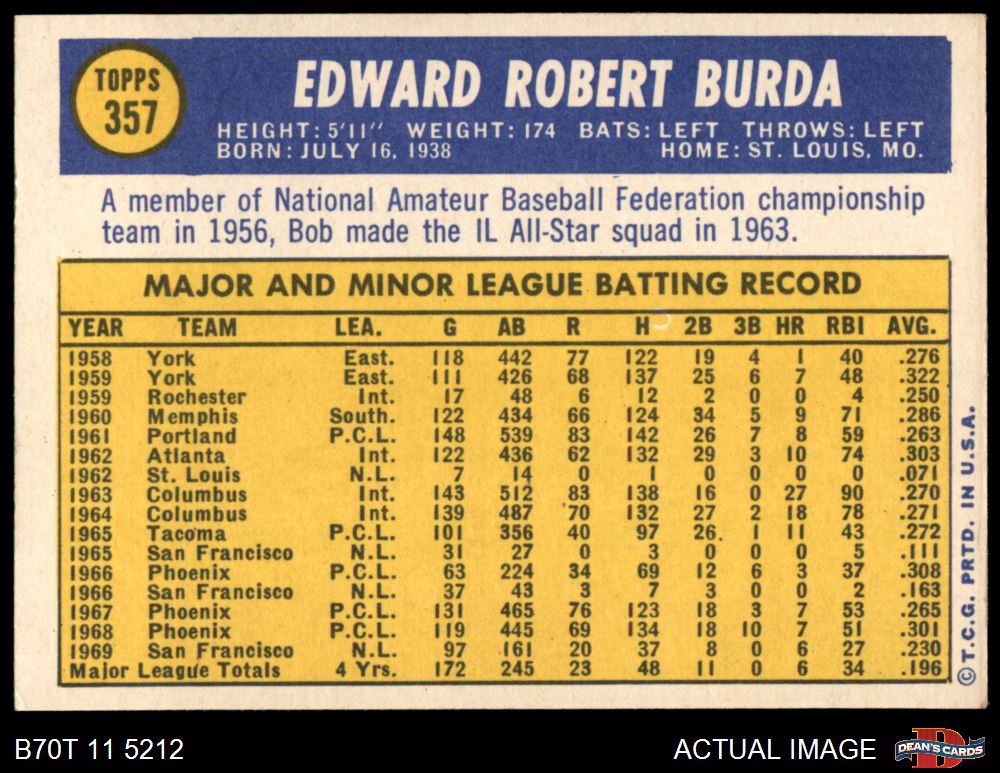 TOPPS
357
EDWARD ROBERT BURDA
HEIGHT: 5'11" WEIGHT: 174 BATS: LEFT THROWS: LEFT
BORN: JULY 16, 1938 HOME: ST. LOUIS, MO.
A member of National Amateur Baseball Federation championship
team in 1956, Bob made the IL All-Star squad in 1963.
MAJOR AND MINOR LEAGUE BATTING RECORD
YEAR TEAM LEA. G AB R H 2B 3B HR RBI AVG.
1958 York East. 118 442 77 122 19 4 1 40 .276
1959 York East. 111 426 68 137 25 6 7 48 .322
1959 Rochester Int. 17 48 6 12 2 0 0 4 .250
1960 Memphis South. 122 434 66 124 34 5 9 71 .286
1961 Portland P.C.L. 148 539 83 142 26 7 8 59 .263
1962 Atlanta Int. 122 436 62 132 29 3 10 74 .303
1962 St. Louis N.L. 7 14 0 1 0 0 0 0 .071
1963 Columbus Int. 143 512 83 138 16 0 27 90 .270
1964 Columbus Int. 139 487 70 132 27 2 18 78 .271
1965 Tacoma P.C.L. 101 356 40 97 26 1 11 43 .272
1965 San Francisco N.L. 31 27 0 3 0 0 0 5 .111
1966 Phoenix P.C.L. 63 224 34 69 12 6 3 37 .308
1966 San Francisco N.L. 37 43 3 7 3 0 0 2 .163
1967 Phoenix P.C.L. 131 465 76 123 18 3 7 53 .265
1968 Phoenix P.C.L. 119 445 69 134 18 10 7 51 .301
1969 San Francisco N.L. 97 161 20 37 8 0 6 27 .230
Major League Totals 4 Yrs. 172 245 23 48 11 0 6 34 .196
© T.C.G. PRTD. IN U.S.A.
B70T 11 5212
ACTUAL IMAGE
DEAN'S CARDS